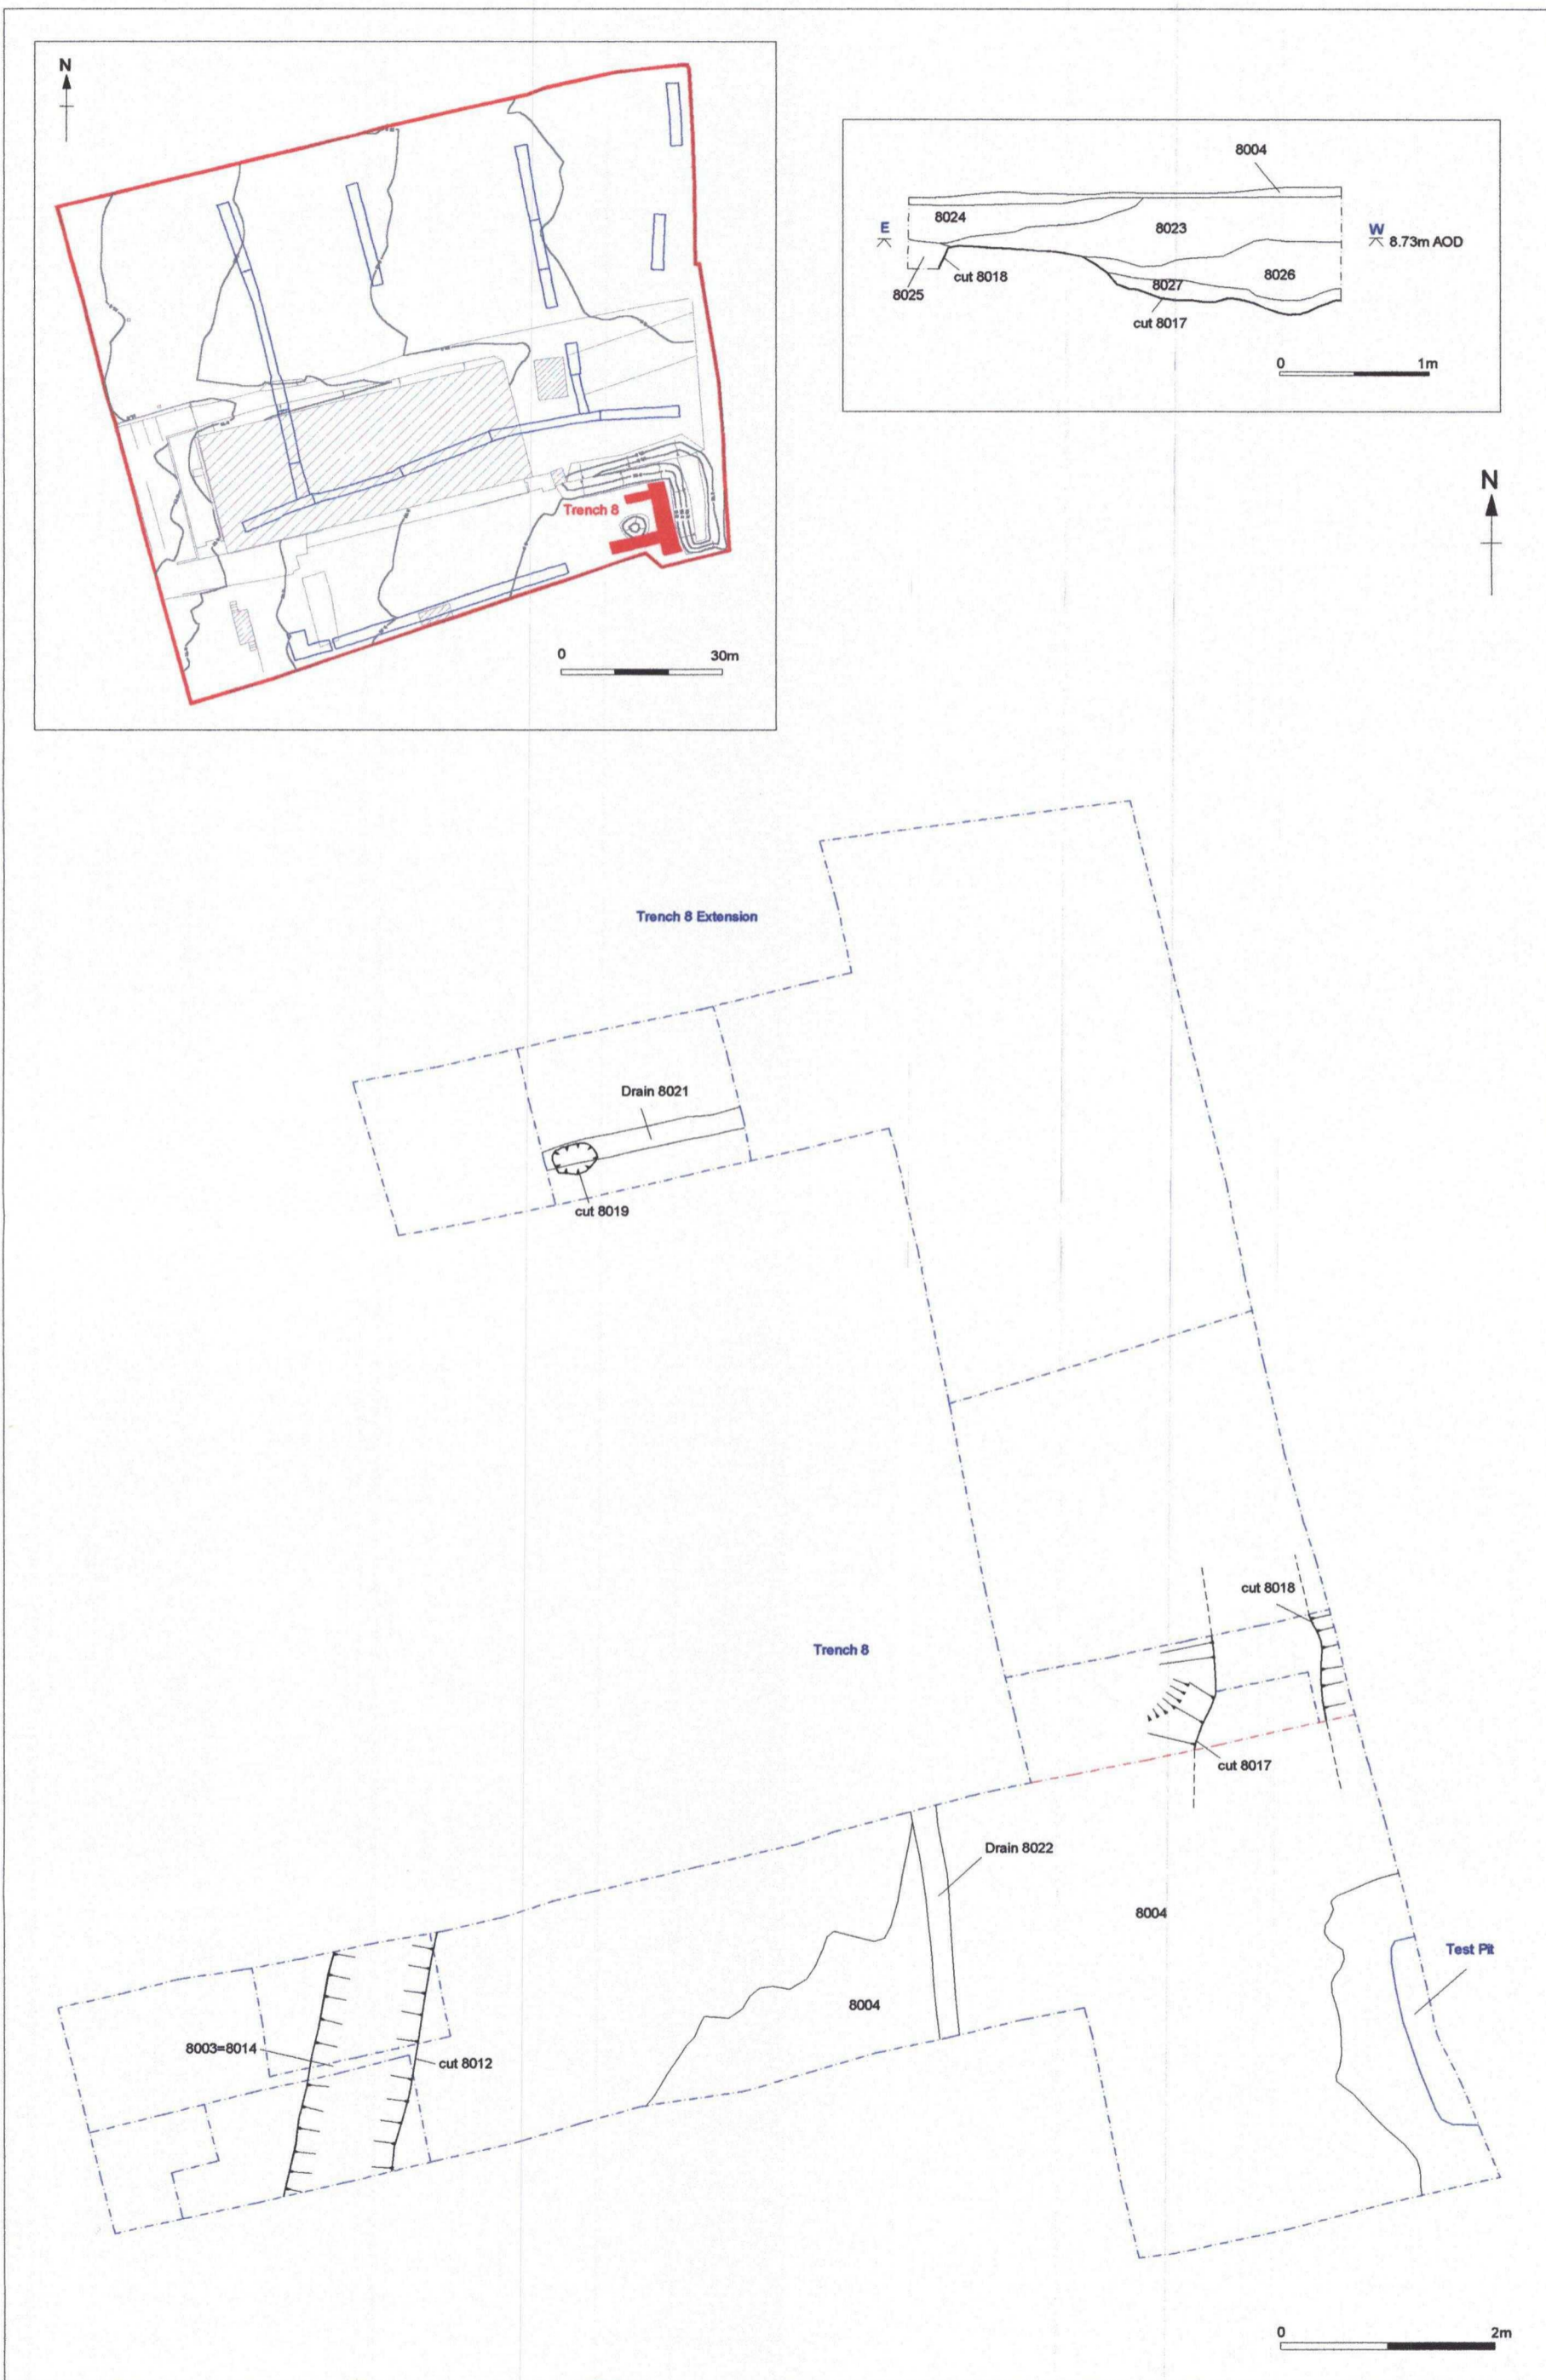 N
Trench 8
0 30m
8004
8024
8023
E
W
8.73m AOD
8026
cut 8018
8027
8025
cut 8017
0 1m
N
Trench 8 Extension
Drain 8021
cut 8019
cut 8018
Trench 8
cut 8017
Drain 8022
8004
Test Pit
8004
8003=8014
cut 8012
0 2m